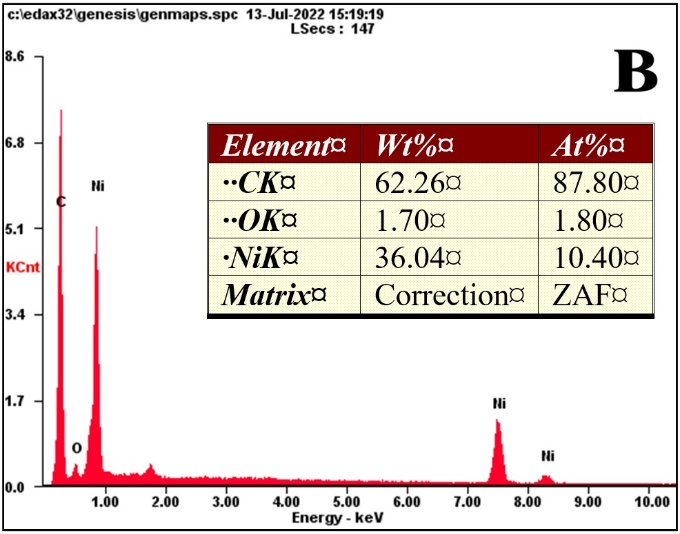 c:\edax32\genesis\genmaps.spc 13-Jul-2022 15:19:19
LSecs : 147
B
8.6
6.8
5.1
KCnt
3.4
1.7
0.0
C
Ni
O
Ni
Ni
Element¤ Wt%¤ At%¤
··CK¤ 62.26¤ 87.80¤
··OK¤ 1.70¤ 1.80¤
·NiK¤ 36.04¤ 10.40¤
Matrix¤ Correction¤ ZAF¤
1.00 2.00 3.00 4.00 5.00 6.00 7.00 8.00 9.00 10.00
Energy - keV